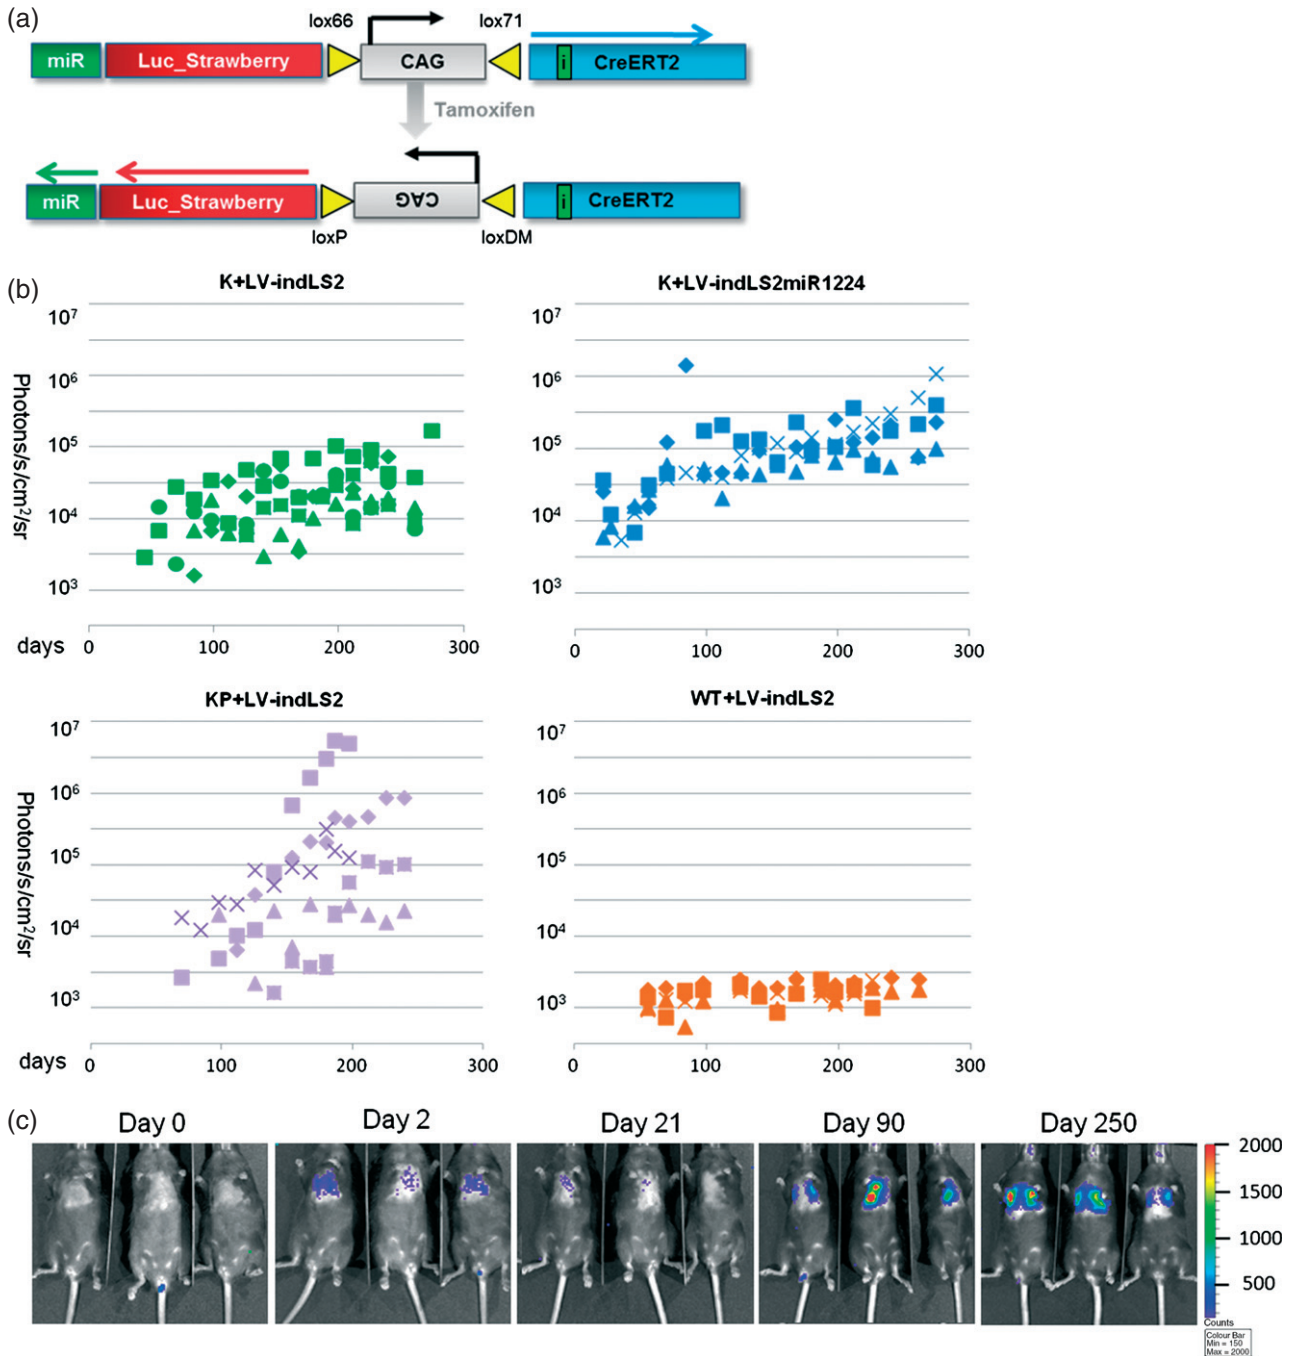 (a)
lox66 lox71
miR Luc_Strawberry CAG i CreERT2
Tamoxifen
miR Luc_Strawberry CAG i CreERT2
loxP loxDM
(b)
K+LV-indLS2 K+LV-indLS2miR1224
10⁷ 10⁷
10⁶ 10⁶
10⁵ 10⁵
10⁴ 10⁴
10³ 10³
Photons/s/cm²/sr
days 0 100 200 300 0 100 200 300
KP+LV-indLS2 WT+LV-indLS2
10⁷ 10⁷
10⁶ 10⁶
10⁵ 10⁵
10⁴ 10⁴
10³ 10³
Photons/s/cm²/sr
days 0 100 200 300 0 100 200 300
(c)
Day 0 Day 2 Day 21 Day 90 Day 250
2000
1500
1000
500
Counts
Colour Bar
Min = 150
Max = 2000